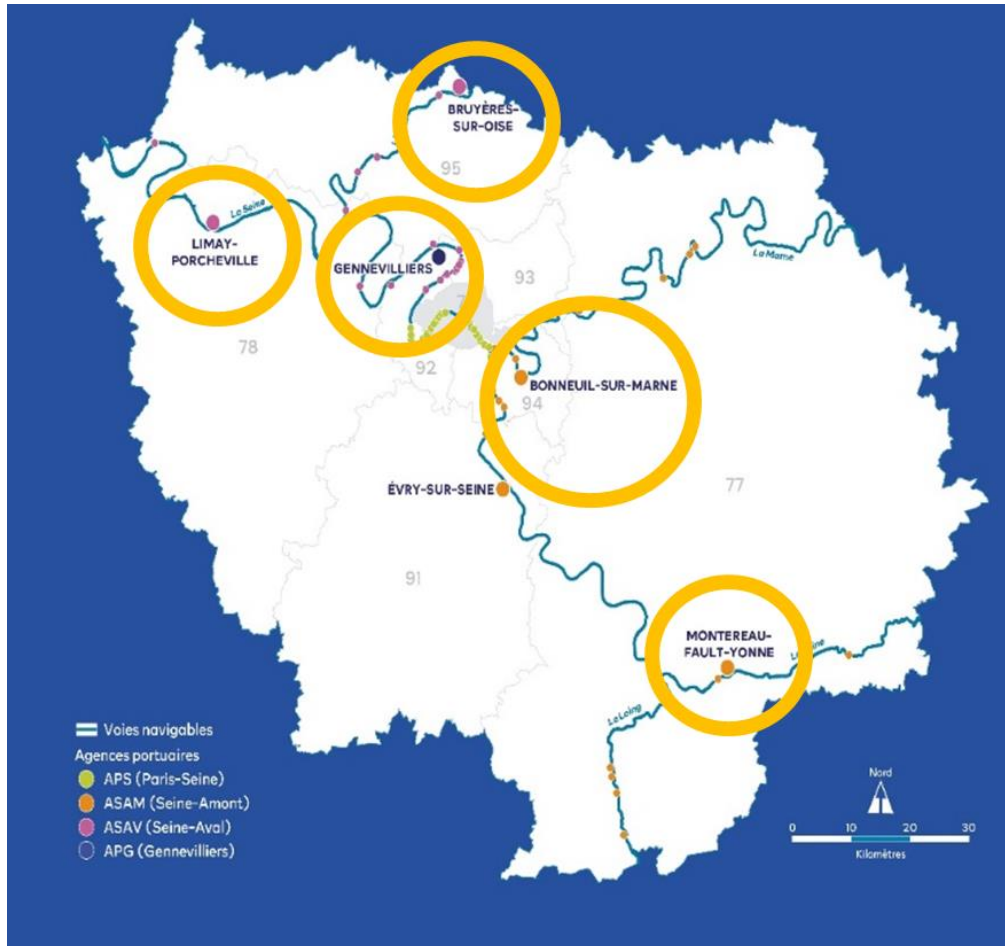 BRUYÈRES-
SUR-OISE
95
La Seine
LIMAY-
PORCHEVILLE
GENNEVILLIERS
93
La Marne
78
92
BONNEUIL-SUR-MARNE
94
ÉVRY-SUR-SEINE
77
91
MONTEREAU-
FAULT-YONNE
Le Loing
Voies navigables
Agences portuaires
APS (Paris-Seine)
ASAM (Seine-Amont)
ASAV (Seine-Aval)
APG (Gennevilliers)
Nord
0 10 20 30
Kilomètres